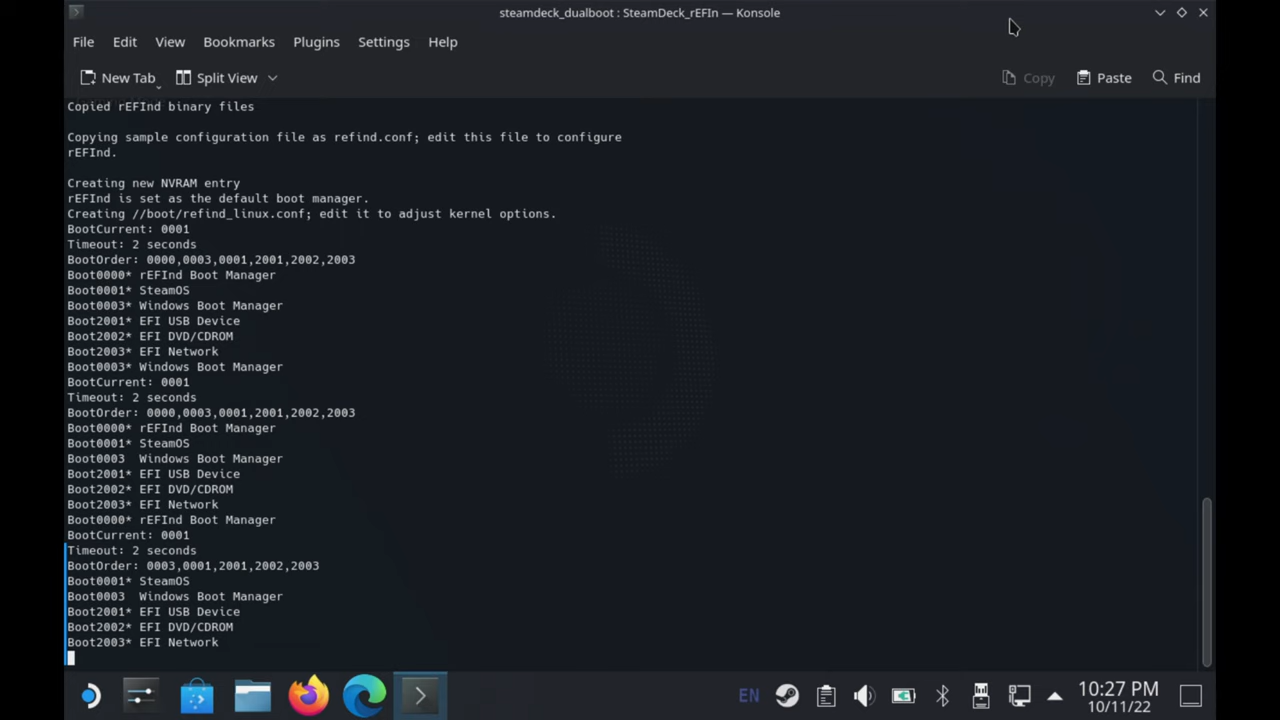 steamdeck_dualboot : SteamDeck_rEFIn — Konsole
File Edit View Bookmarks Plugins Settings Help
New Tab Split View Copy Paste Find
Copied rEFInd binary files
Copying sample configuration file as refind.conf; edit this file to configure
rEFInd.
Creating new NVRAM entry
rEFInd is set as the default boot manager.
Creating //boot/refind_linux.conf; edit it to adjust kernel options.
BootCurrent: 0001
Timeout: 2 seconds
BootOrder: 0000,0003,0001,2001,2002,2003
Boot0000* rEFInd Boot Manager
Boot0001* SteamOS
Boot0003* Windows Boot Manager
Boot2001* EFI USB Device
Boot2002* EFI DVD/CDROM
Boot2003* EFI Network
Boot0003* Windows Boot Manager
BootCurrent: 0001
Timeout: 2 seconds
BootOrder: 0000,0003,0001,2001,2002,2003
Boot0000* rEFInd Boot Manager
Boot0001* SteamOS
Boot0003  Windows Boot Manager
Boot2001* EFI USB Device
Boot2002* EFI DVD/CDROM
Boot2003* EFI Network
Boot0000* rEFInd Boot Manager
BootCurrent: 0001
Timeout: 2 seconds
BootOrder: 0003,0001,2001,2002,2003
Boot0001* SteamOS
Boot0003  Windows Boot Manager
Boot2001* EFI USB Device
Boot2002* EFI DVD/CDROM
Boot2003* EFI Network
EN 10:27 PM
10/11/22